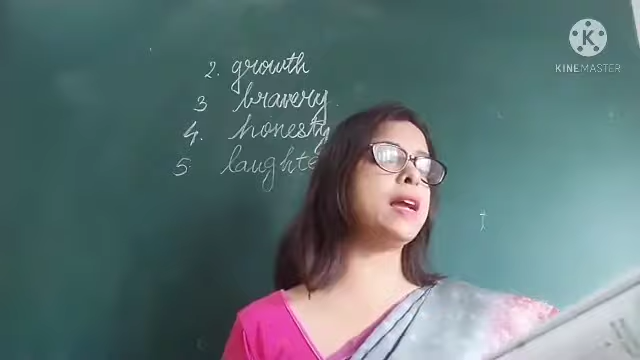 2. growth
3 bravery.
4. honesty
5 laughte
K
KINEMASTER